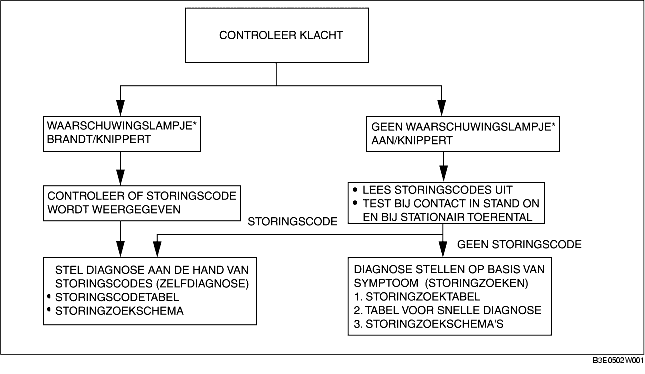 CONTROLEER KLACHT
WAARSCHUWINGSLAMPJE*
BRANDT/KNIPPERT
GEEN WAARSCHUWINGSLAMPJE*
AAN/KNIPPERT
CONTROLEER OF STORINGSCODE
WORDT WEERGEGEVEN
• LEES STORINGSCODES UIT
• TEST BIJ CONTACT IN STAND ON
EN BIJ STATIONAIR TOERENTAL
STORINGSCODE
GEEN STORINGSCODE
STEL DIAGNOSE AAN DE HAND VAN
STORINGSCODES (ZELFDIAGNOSE)
• STORINGSCODETABEL
• STORINGZOEKSCHEMA
DIAGNOSE STELLEN OP BASIS VAN
SYMPTOOM (STORINGZOEKEN)
1. STORINGZOEKTABEL
2. TABEL VOOR SNELLE DIAGNOSE
3. STORINGZOEKSCHEMA'S
B3E0502W001